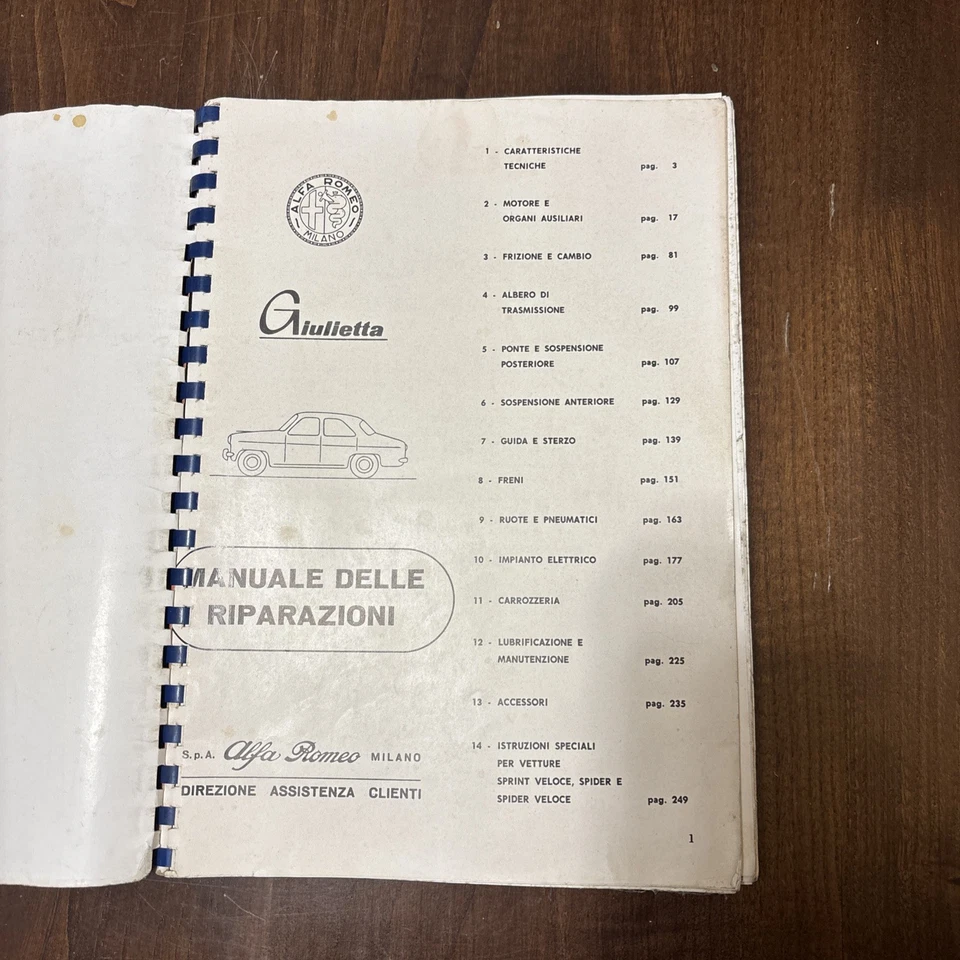 ALFA ROMEO
MILANO
Giulietta
MANUALE DELLE
RIPARAZIONI
S.p.A. Alfa Romeo MILANO
DIREZIONE ASSISTENZA CLIENTI
1 - CARATTERISTICHE
TECNICHE pag. 3
2 - MOTORE E
ORGANI AUSILIARI pag. 17
3 - FRIZIONE E CAMBIO pag. 81
4 - ALBERO DI
TRASMISSIONE pag. 99
5 - PONTE E SOSPENSIONE
POSTERIORE pag. 107
6 - SOSPENSIONE ANTERIORE pag. 129
7 - GUIDA E STERZO pag. 139
8 - FRENI pag. 151
9 - RUOTE E PNEUMATICI pag. 163
10 - IMPIANTO ELETTRICO pag. 177
11 - CARROZZERIA pag. 205
12 - LUBRIFICAZIONE E
MANUTENZIONE pag. 225
13 - ACCESSORI pag. 235
14 - ISTRUZIONI SPECIALI
PER VETTURE
SPRINT VELOCE, SPIDER E
SPIDER VELOCE pag. 249
1